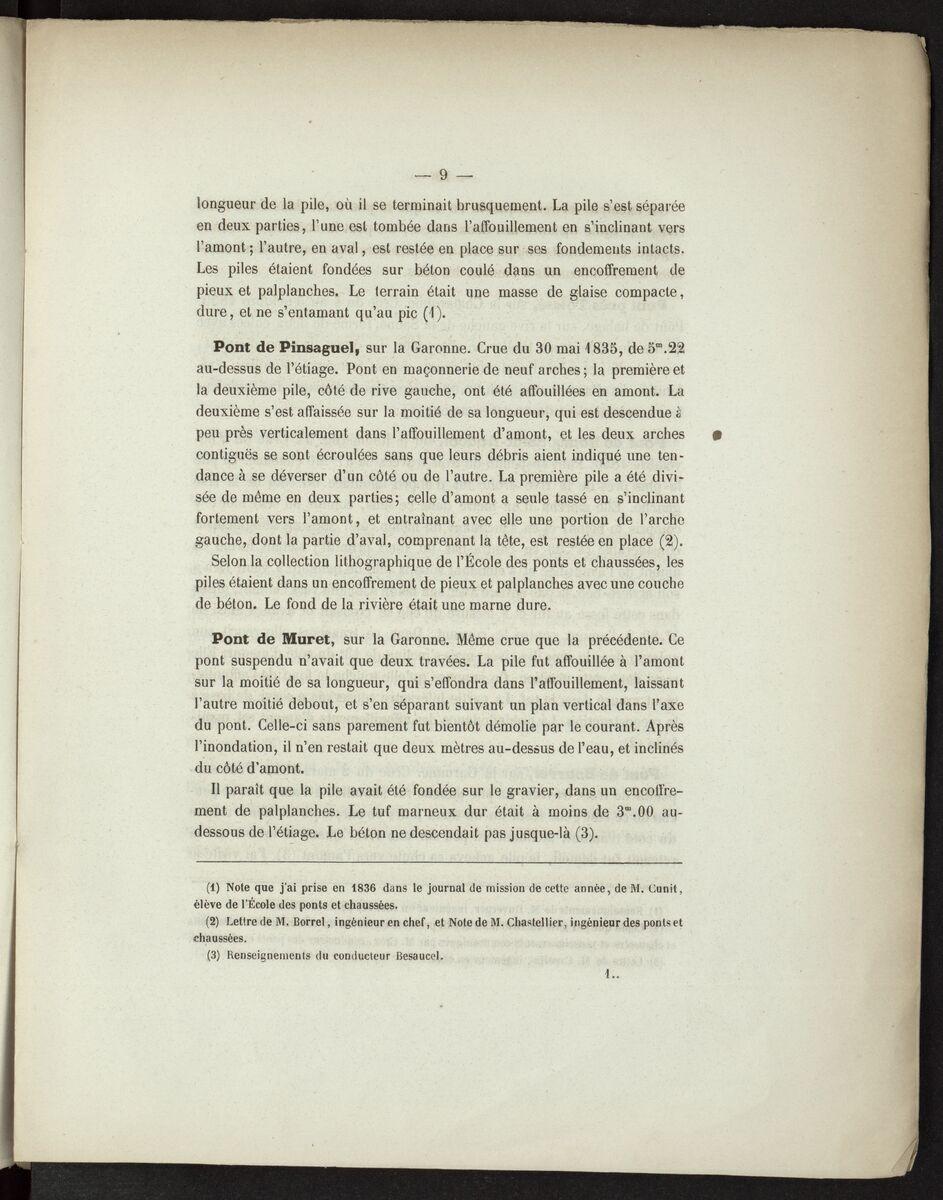 — 9 —
longueur de la pile, où il se terminait brusquement. La pile s'est séparée
en deux parties, l'une est tombée dans l'affouillement en s'inclinant vers
l'amont; l'autre, en aval, est restée en place sur ses fondements intacts.
Les piles étaient fondées sur béton coulé dans un encoffrement de
pieux et palplanches. Le terrain était une masse de glaise compacte,
dure, et ne s'entamant qu'au pic (1).
Pont de Pinsaguel, sur la Garonne. Crue du 30 mai 1835, de 5m.22
au-dessus de l'étiage. Pont en maçonnerie de neuf arches; la première et
la deuxième pile, côté de rive gauche, ont été affouillées en amont. La
deuxième s'est affaissée sur la moitié de sa longueur, qui est descendue à
peu près verticalement dans l'affouillement d'amont, et les deux arches
contiguës se sont écroulées sans que leurs débris aient indiqué une ten-
dance à se déverser d'un côté ou de l'autre. La première pile a été divi-
sée de même en deux parties; celle d'amont a seule tassé en s'inclinant
fortement vers l'amont, et entraînant avec elle une portion de l'arche
gauche, dont la partie d'aval, comprenant la tête, est restée en place (2).
Selon la collection lithographique de l'École des ponts et chaussées, les
piles étaient dans un encoffrement de pieux et palplanches avec une couche
de béton. Le fond de la rivière était une marne dure.
Pont de Muret, sur la Garonne. Même crue que la précédente. Ce
pont suspendu n'avait que deux travées. La pile fut affouillée à l'amont
sur la moitié de sa longueur, qui s'effondra dans l'affouillement, laissant
l'autre moitié debout, et s'en séparant suivant un plan vertical dans l'axe
du pont. Celle-ci sans parement fut bientôt démolie par le courant. Après
l'inondation, il n'en restait que deux mètres au-dessus de l'eau, et inclinés
du côté d'amont.
Il paraît que la pile avait été fondée sur le gravier, dans un encoffre-
ment de palplanches. Le tuf marneux dur était à moins de 3m.00 au-
dessous de l'étiage. Le béton ne descendait pas jusque-là (3).
(1) Note que j'ai prise en 1836 dans le journal de mission de cette année, de M. Cunit,
élève de l'École des ponts et chaussées.
(2) Lettre de M. Borrel, ingénieur en chef, et Note de M. Chastellier, ingénieur des ponts et
chaussées.
(3) Renseignements du conducteur Besaucel.
1..